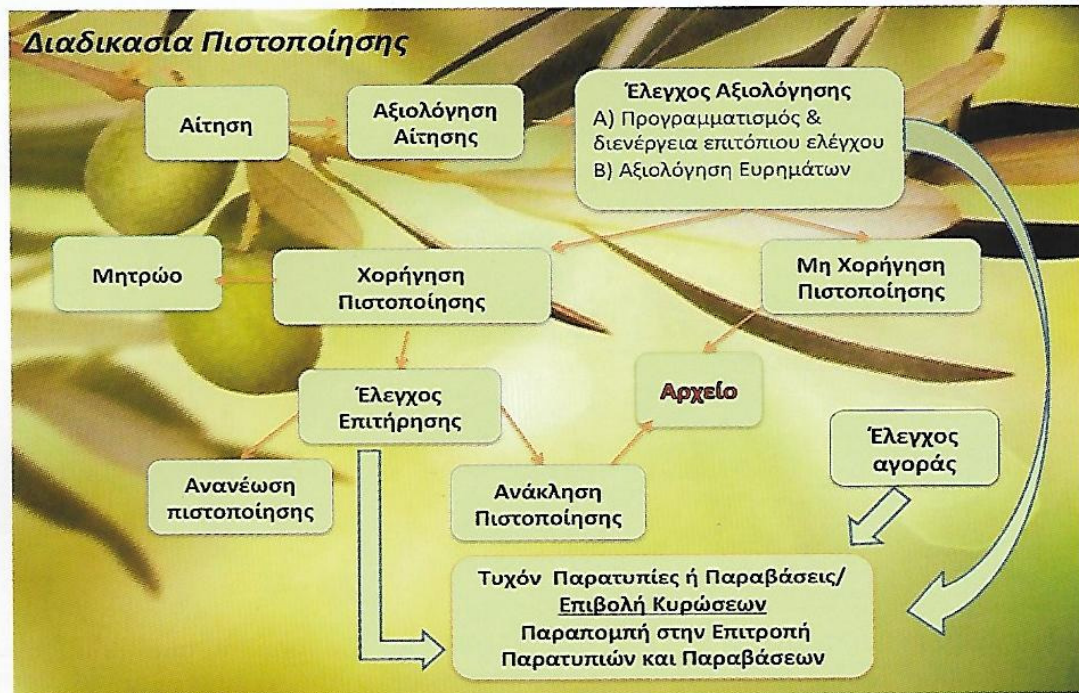 Διαδικασία Πιστοποίησης
Αίτηση
Αξιολόγηση
Αίτησης
Έλεγχος Αξιολόγησης
Α) Προγραμματισμός &
διενέργεια επιτόπιου ελέγχου
Β) Αξιολόγηση Ευρημάτων
Μητρώο
Χορήγηση
Πιστοποίησης
Μη Χορήγηση
Πιστοποίησης
Έλεγχος
Επιτήρησης
Αρχείο
Έλεγχος
αγοράς
Ανανέωση
πιστοποίησης
Ανάκληση
Πιστοποίησης
Τυχόν Παρατυπίες ή Παραβάσεις/
Επιβολή Κυρώσεων
Παραπομπή στην Επιτροπή
Παρατυπιών και Παραβάσεων